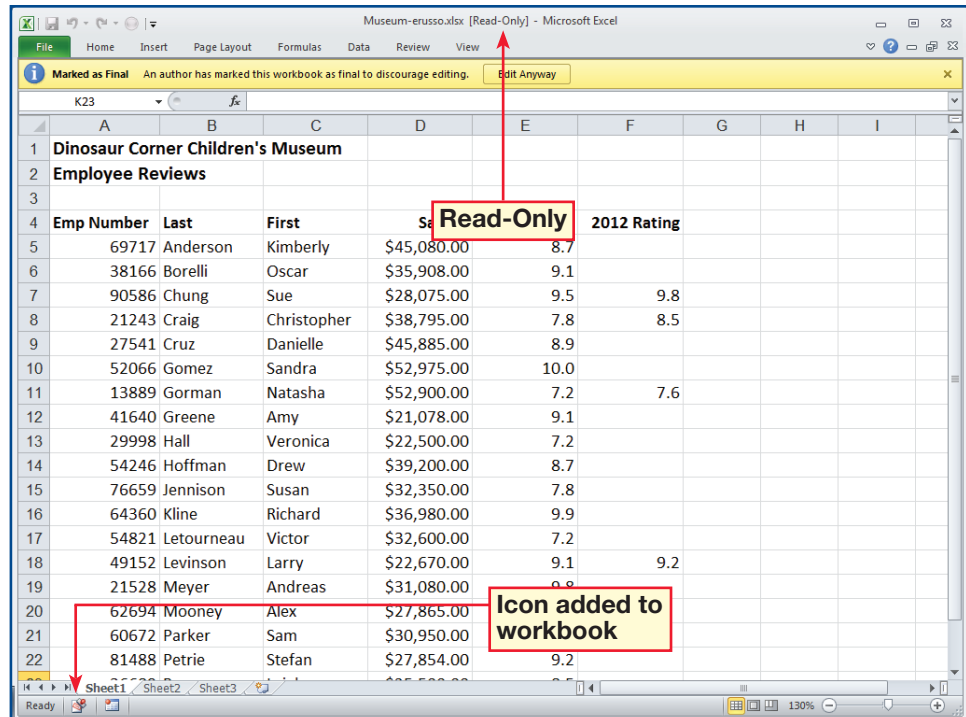 Museum-erusso.xlsx [Read-Only] - Microsoft Excel
File Home Insert Page Layout Formulas Data Review View
Marked as Final An author has marked this workbook as final to discourage editing. Edit Anyway
K23 fx
A B C D E F G H I
1 Dinosaur Corner Children's Museum
2 Employee Reviews
3
Read-Only
4 Emp Number Last First 2012 Rating
5 69717 Anderson Kimberly $45,080.00 8.7
6 38166 Borelli Oscar $35,908.00 9.1
7 90586 Chung Sue $28,075.00 9.5 9.8
8 21243 Craig Christopher $38,795.00 7.8 8.5
9 27541 Cruz Danielle $45,885.00 8.9
10 52066 Gomez Sandra $52,975.00 10.0
11 13889 Gorman Natasha $52,900.00 7.2 7.6
12 41640 Greene Amy $21,078.00 9.1
13 29998 Hall Veronica $22,500.00 7.2
14 54246 Hoffman Drew $39,200.00 8.7
15 76659 Jennison Susan $32,350.00 7.8
16 64360 Kline Richard $36,980.00 9.9
17 54821 Letourneau Victor $32,600.00 7.2
18 49152 Levinson Larry $22,670.00 9.1 9.2
19 21528 Meyer Andreas $31,080.00 9.8
20 62694 Mooney Alex $27,865.00
Icon added to
workbook
21 60672 Parker Sam $30,950.00
22 81488 Petrie Stefan $27,854.00 9.2
Sheet1 Sheet2 Sheet3
Ready 130%